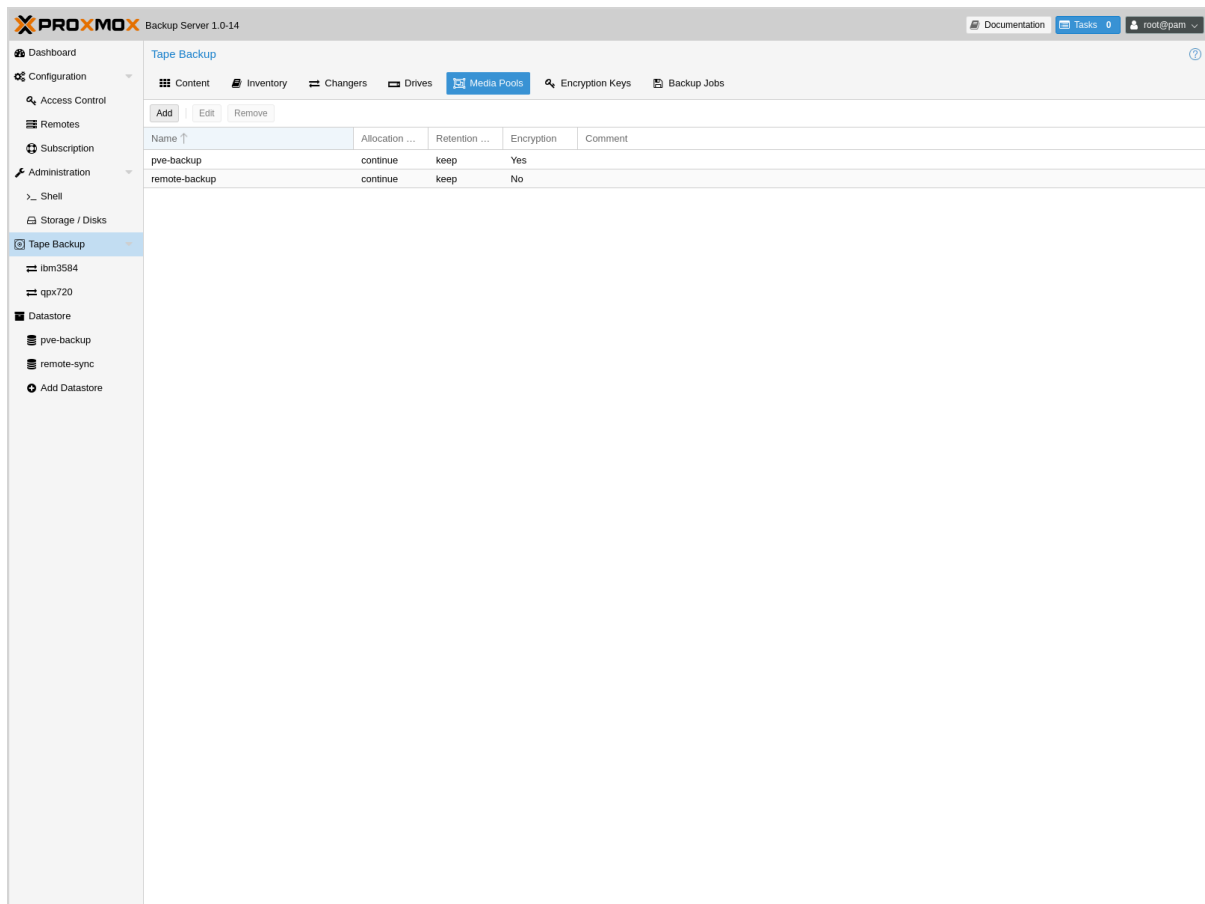 PROXMOX Backup Server 1.0-14 Documentation Tasks 0 root@pam
Dashboard
Configuration
Access Control
Remotes
Subscription
Administration
Shell
Storage / Disks
Tape Backup
ibm3584
qpx720
Datastore
pve-backup
remote-sync
Add Datastore
Tape Backup
Content Inventory Changers Drives Media Pools Encryption Keys Backup Jobs
Add Edit Remove
Name Allocation ... Retention ... Encryption Comment
pve-backup continue keep Yes
remote-backup continue keep No